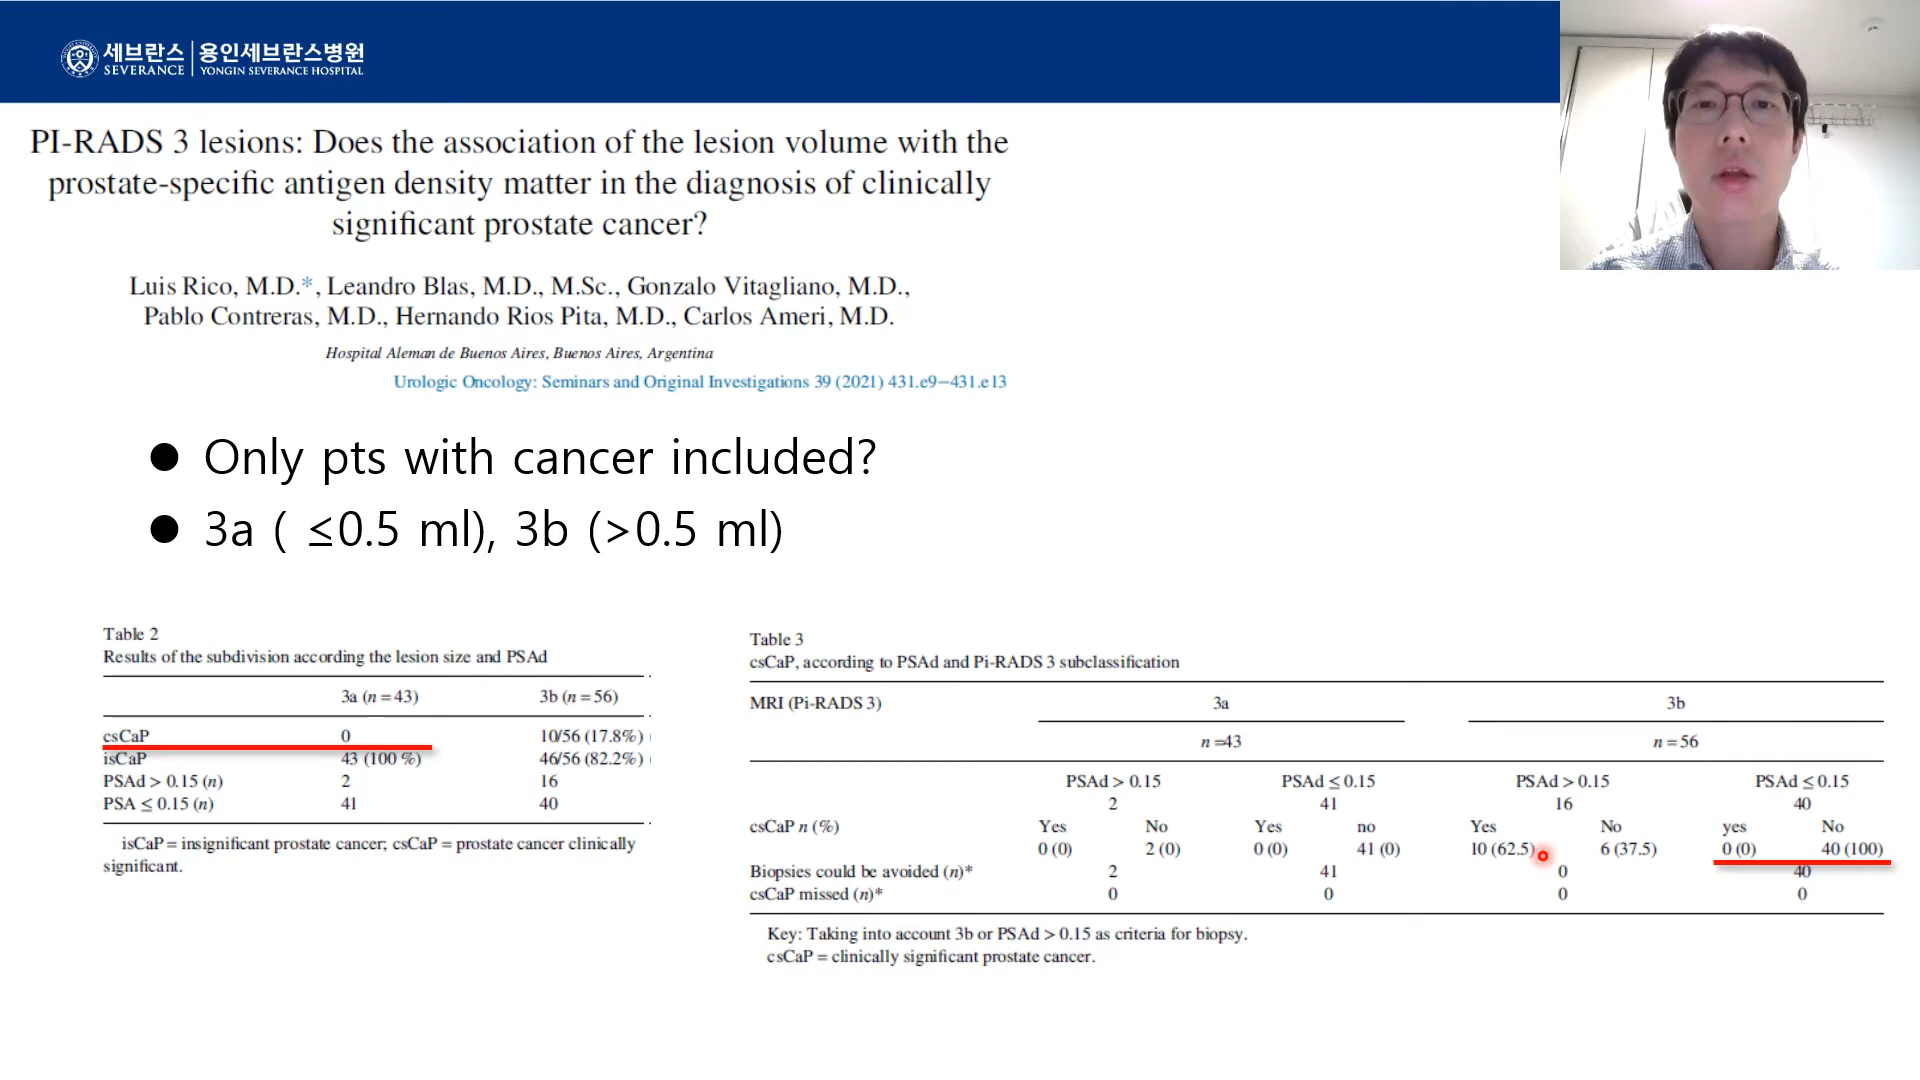 세브란스 용인세브란스병원
SEVERANCE YONGIN SEVERANCE HOSPITAL
PI-RADS 3 lesions: Does the association of the lesion volume with the
prostate-specific antigen density matter in the diagnosis of clinically
significant prostate cancer?
Luis Rico, M.D.*, Leandro Blas, M.D., M.Sc., Gonzalo Vitagliano, M.D.,
Pablo Contreras, M.D., Hernando Rios Pita, M.D., Carlos Ameri, M.D.
Hospital Aleman de Buenos Aires, Buenos Aires, Argentina
Urologic Oncology: Seminars and Original Investigations 39 (2021) 431.e9−431.e13
● Only pts with cancer included?
● 3a ( ≤0.5 ml), 3b (>0.5 ml)
Table 2
Results of the subdivision according the lesion size and PSAd
3a (n = 43) 3b (n = 56)
csCaP 0 10/56 (17.8%)
isCaP 43 (100 %) 46/56 (82.2%)
PSAd > 0.15 (n) 2 16
PSA ≤ 0.15 (n) 41 40
isCaP = insignificant prostate cancer; csCaP = prostate cancer clinically
significant.
Table 3
csCaP, according to PSAd and Pi-RADS 3 subclassification
MRI (Pi-RADS 3) 3a 3b
n =43 n = 56
PSAd > 0.15 PSAd ≤ 0.15 PSAd > 0.15 PSAd ≤ 0.15
2 41 16 40
csCaP n (%) Yes No Yes no Yes No yes No
0 (0) 2 (0) 0 (0) 41 (0) 10 (62.5) 6 (37.5) 0 (0) 40 (100)
Biopsies could be avoided (n)* 2 41 0 40
csCaP missed (n)* 0 0 0 0
Key: Taking into account 3b or PSAd > 0.15 as criteria for biopsy.
csCaP = clinically significant prostate cancer.